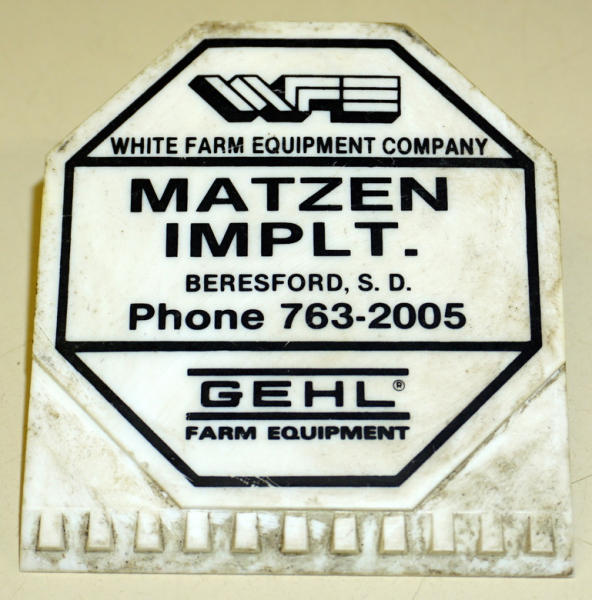 WFE
WHITE FARM EQUIPMENT COMPANY
MATZEN
IMPLT.
BERESFORD, S. D.
Phone 763-2005
GEHL®
FARM EQUIPMENT